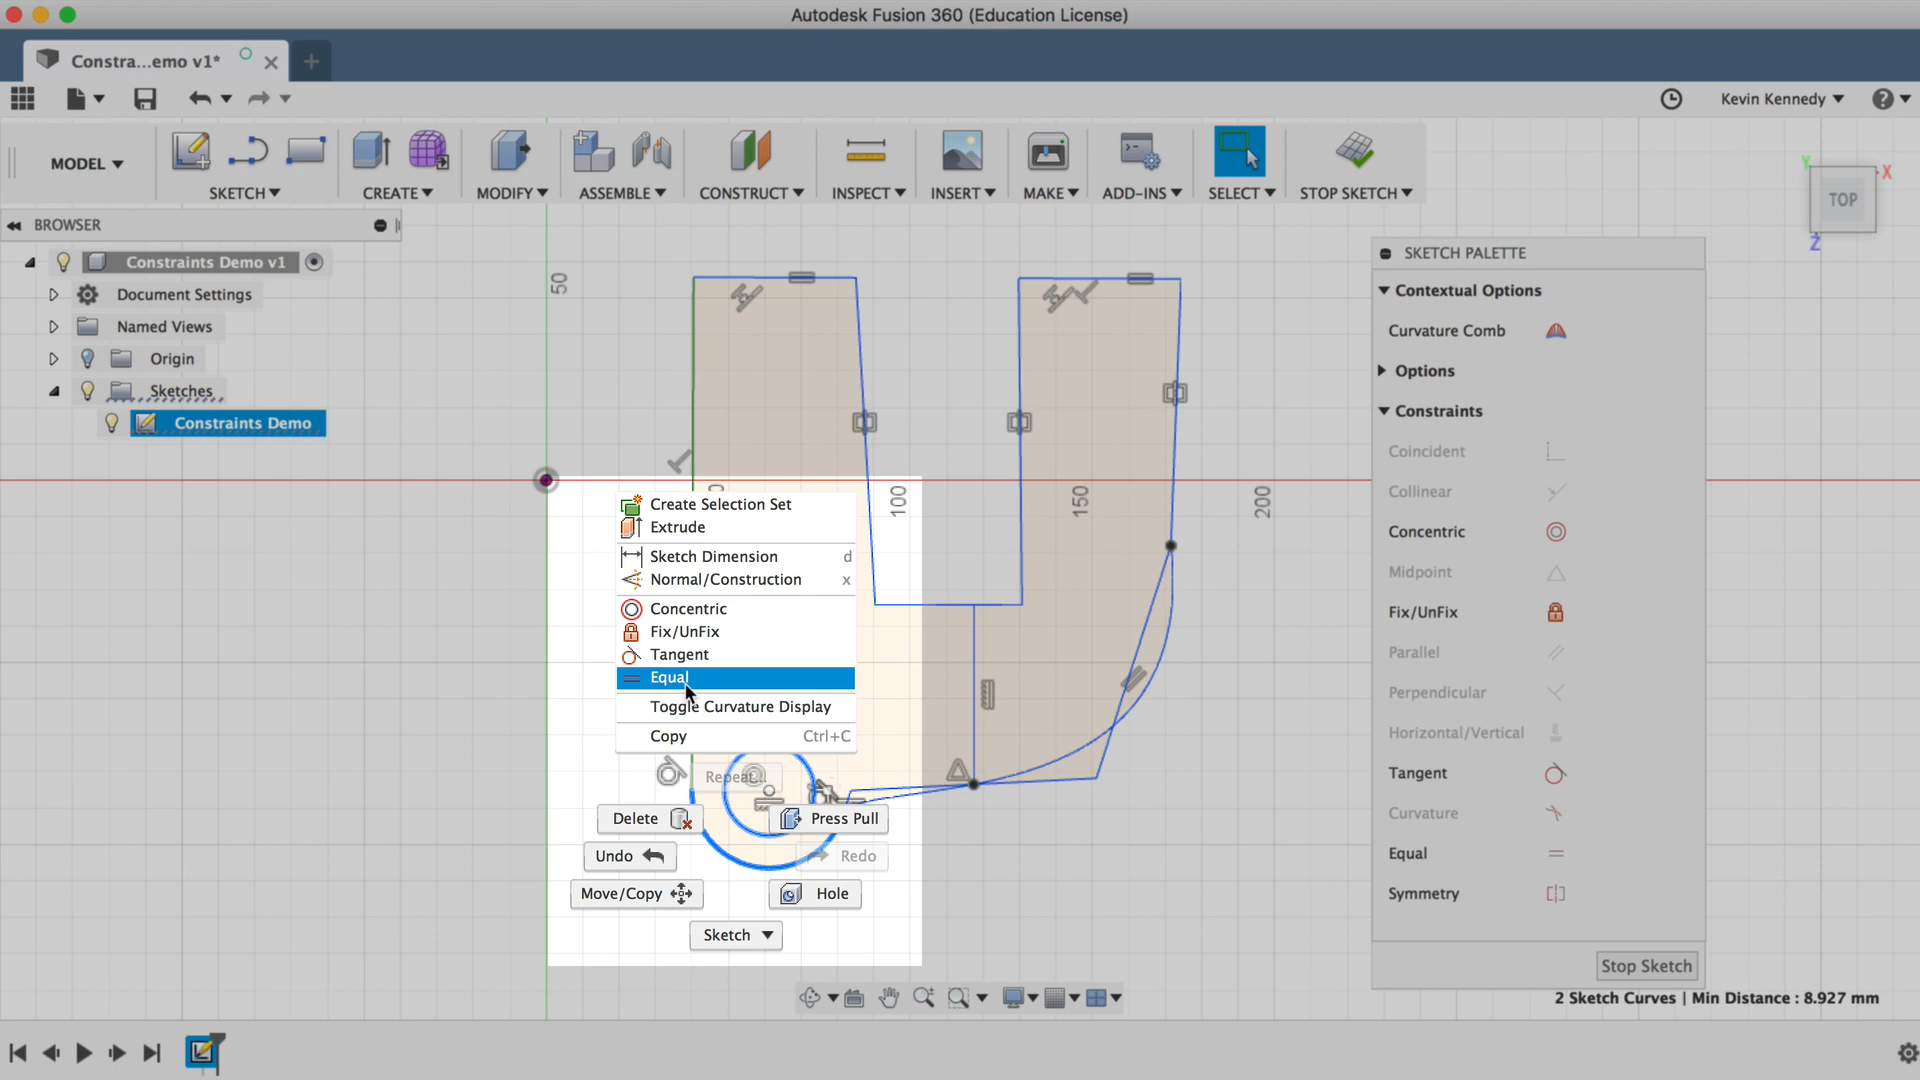 Autodesk Fusion 360 (Education License)
Constra...emo v1*
Kevin Kennedy
MODEL
SKETCH
CREATE
MODIFY
ASSEMBLE
CONSTRUCT
INSPECT
INSERT
MAKE
ADD-INS
SELECT
STOP SKETCH
Y
X
TOP
Z
BROWSER
Constraints Demo v1
Document Settings
Named Views
Origin
Sketches
Constraints Demo
50
100
150
200
Create Selection Set
Extrude
Sketch Dimension d
Normal/Construction x
Concentric
Fix/UnFix
Tangent
Equal
Toggle Curvature Display
Copy Ctrl+C
Repeat...
Delete
Press Pull
Undo
Redo
Move/Copy
Hole
Sketch
SKETCH PALETTE
Contextual Options
Curvature Comb
Options
Constraints
Coincident
Collinear
Concentric
Midpoint
Fix/UnFix
Parallel
Perpendicular
Horizontal/Vertical
Tangent
Curvature
Equal
Symmetry
Stop Sketch
2 Sketch Curves | Min Distance : 8.927 mm